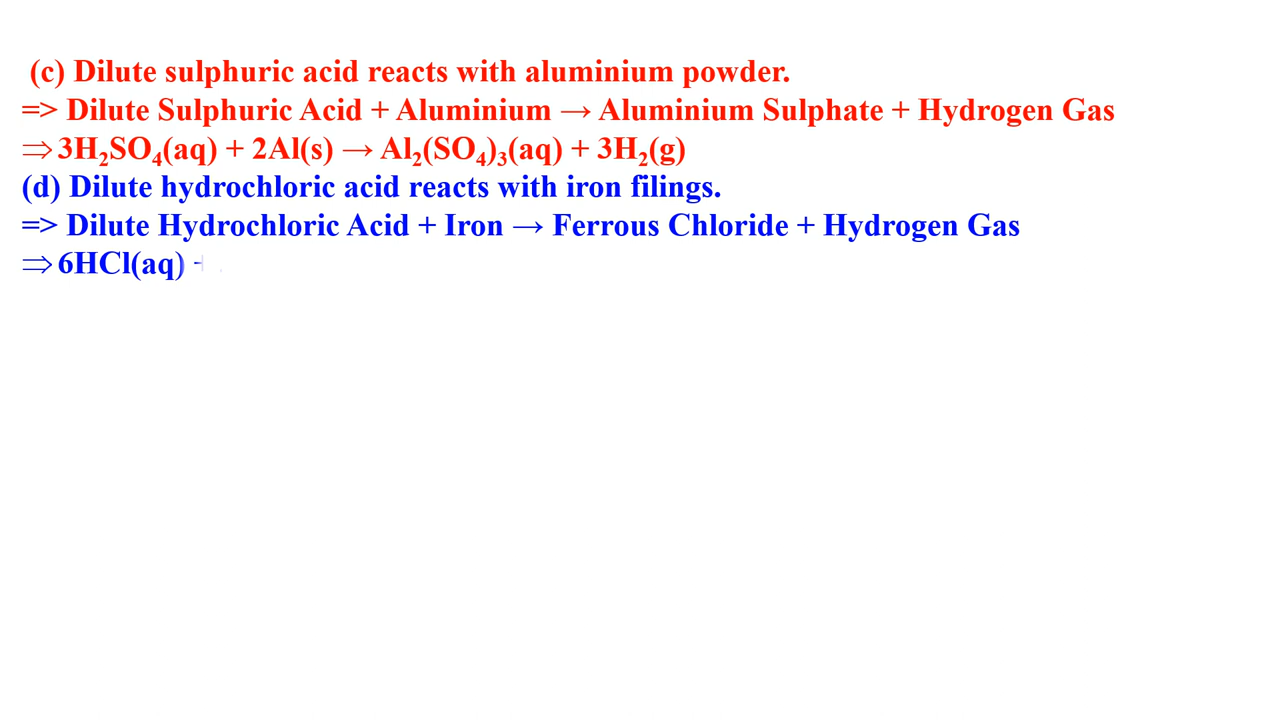 (c) Dilute sulphuric acid reacts with aluminium powder.
=> Dilute Sulphuric Acid + Aluminium → Aluminium Sulphate + Hydrogen Gas
⇒ 3H₂SO₄(aq) + 2Al(s) → Al₂(SO₄)₃(aq) + 3H₂(g)
(d) Dilute hydrochloric acid reacts with iron filings.
=> Dilute Hydrochloric Acid + Iron → Ferrous Chloride + Hydrogen Gas
⇒ 6HCl(aq) +